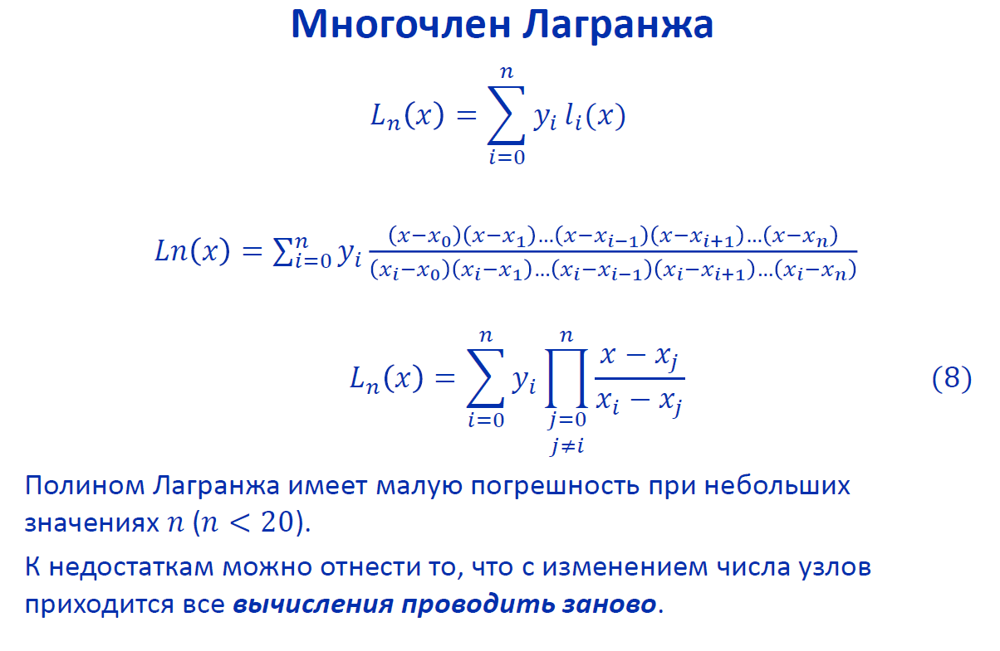 Многочлен Лагранжа
$L_n(x) = \sum_{i=0}^{n} y_i \, l_i(x)$
$Ln(x) = \sum_{i=0}^{n} y_i \frac{(x-x_0)(x-x_1)\ldots(x-x_{i-1})(x-x_{i+1})\ldots(x-x_n)}{(x_i-x_0)(x_i-x_1)\ldots(x_i-x_{i-1})(x_i-x_{i+1})\ldots(x_i-x_n)}$
$L_n(x) = \sum_{i=0}^{n} y_i \prod_{\substack{j=0 \\ j \neq i}}^{n} \frac{x - x_j}{x_i - x_j}$ (8)
Полином Лагранжа имеет малую погрешность при небольших
значениях $n$ ($n < 20$).
К недостаткам можно отнести то, что с изменением числа узлов
приходится все вычисления проводить заново.